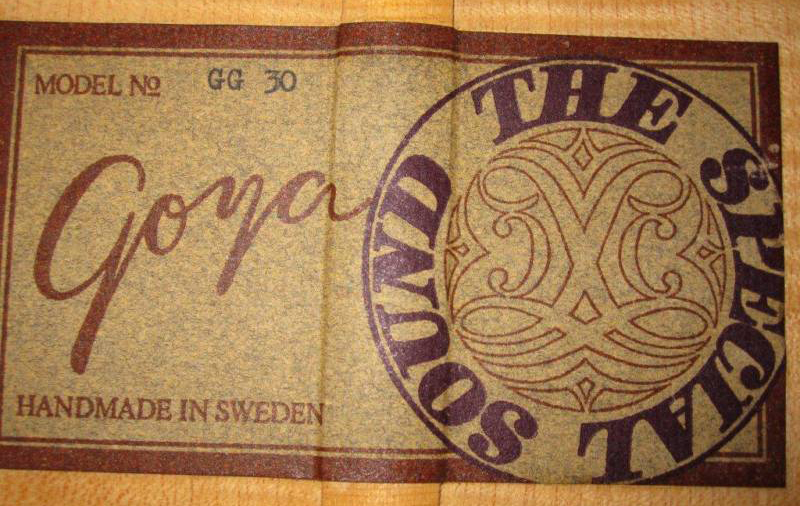 MODEL Nº GG 30
Goya
HANDMADE IN SWEDEN
THE SPECIAL SOUND